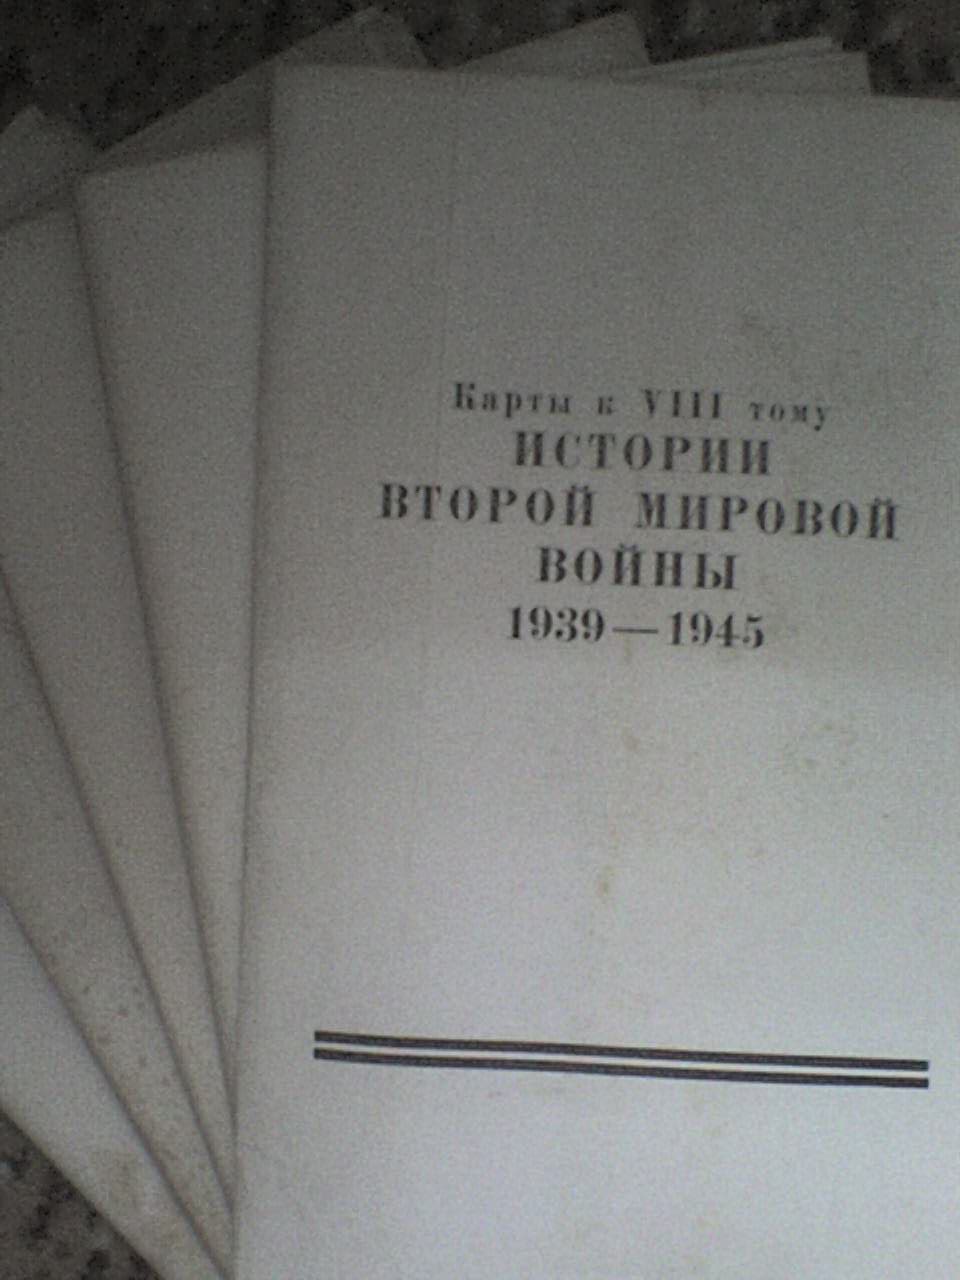 Карты к VIII тому
ИСТОРИИ
ВТОРОЙ МИРОВОЙ
ВОЙНЫ
1939—1945